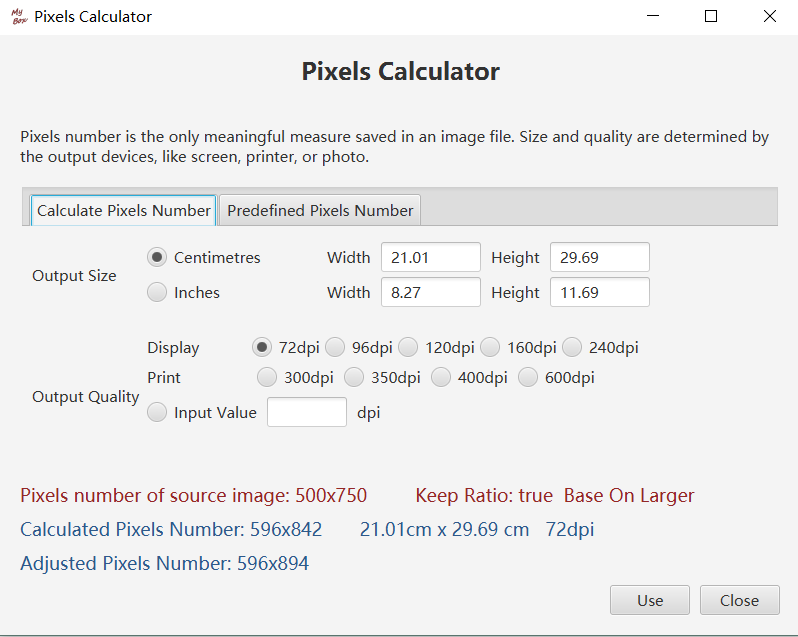 My Box Pixels Calculator
Pixels Calculator
Pixels number is the only meaningful measure saved in an image file. Size and quality are determined by
the output devices, like screen, printer, or photo.
Calculate Pixels Number Predefined Pixels Number
Output Size
Centimetres Width 21.01 Height 29.69
Inches Width 8.27 Height 11.69
Output Quality
Display 72dpi 96dpi 120dpi 160dpi 240dpi
Print 300dpi 350dpi 400dpi 600dpi
Input Value dpi
Pixels number of source image: 500x750 Keep Ratio: true Base On Larger
Calculated Pixels Number: 596x842 21.01cm x 29.69 cm 72dpi
Adjusted Pixels Number: 596x894
Use Close